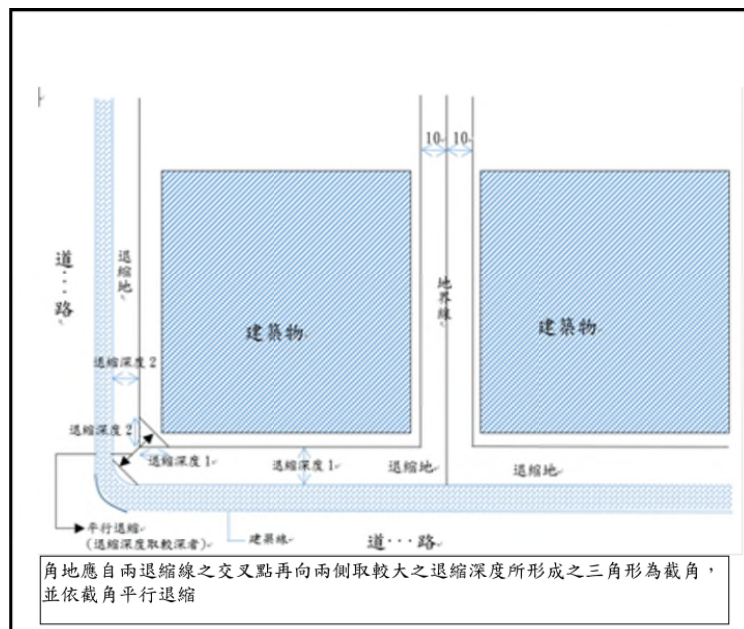 10 10
道…路
退縮地
地界線
建築物
建築物
退縮深度 2
退縮深度 2
退縮深度 1
退縮深度 1
退縮地
退縮地
平行退縮
(退縮深度取較深者)
建築線
道…路
角地應自兩退縮線之交叉點再向兩側取較大之退縮深度所形成之三角形為截角，
並依截角平行退縮